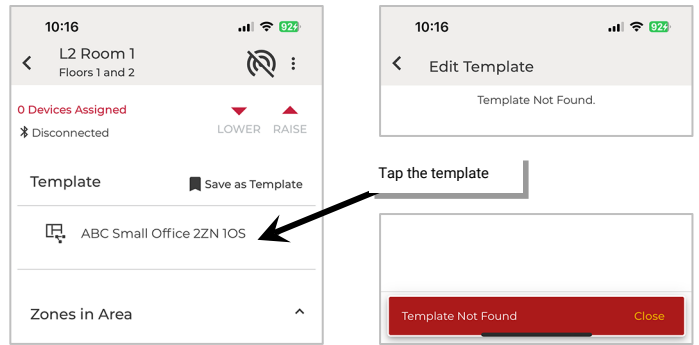 10:16
92
L2 Room 1
Floors 1 and 2
0 Devices Assigned
Disconnected
LOWER RAISE
Template
Save as Template
ABC Small Office 2ZN 1OS
Zones in Area
10:16
92
Edit Template
Template Not Found.
Tap the template
Template Not Found
Close